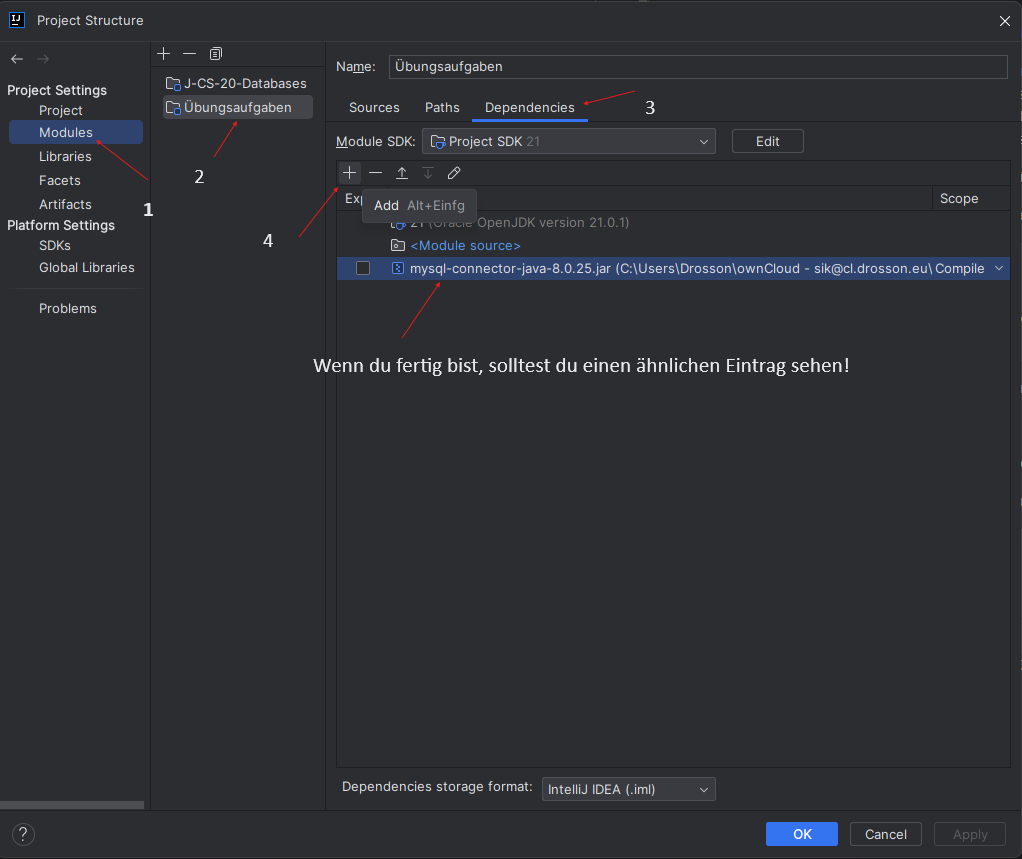 Project Structure
Project Settings
Project
Modules
Libraries
Facets
Artifacts
Platform Settings
SDKs
Global Libraries
Problems
J-CS-20-Databases
Übungsaufgaben
1
2
Name: Übungsaufgaben
Sources Paths Dependencies
3
Module SDK: Project SDK 21 Edit
Scope
Add Alt+Einfg
4
21 (Oracle OpenJDK version 21.0.1)
<Module source>
mysql-connector-java-8.0.25.jar (C:\Users\Drosson\ownCloud - sik@cl.drosson.eu\ Compile
Wenn du fertig bist, solltest du einen ähnlichen Eintrag sehen!
Dependencies storage format: IntelliJ IDEA (.iml)
? OK Cancel Apply